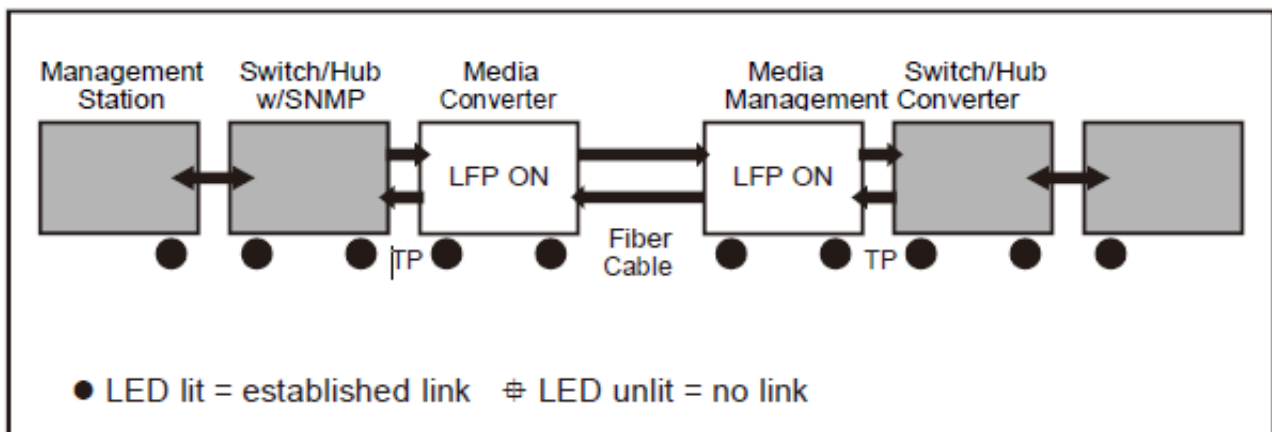 Management Station
Switch/Hub w/SNMP
Media Converter
Media Management Converter
Switch/Hub
LFP ON
LFP ON
TP
Fiber Cable
TP
● LED lit = established link ⌗ LED unlit = no link